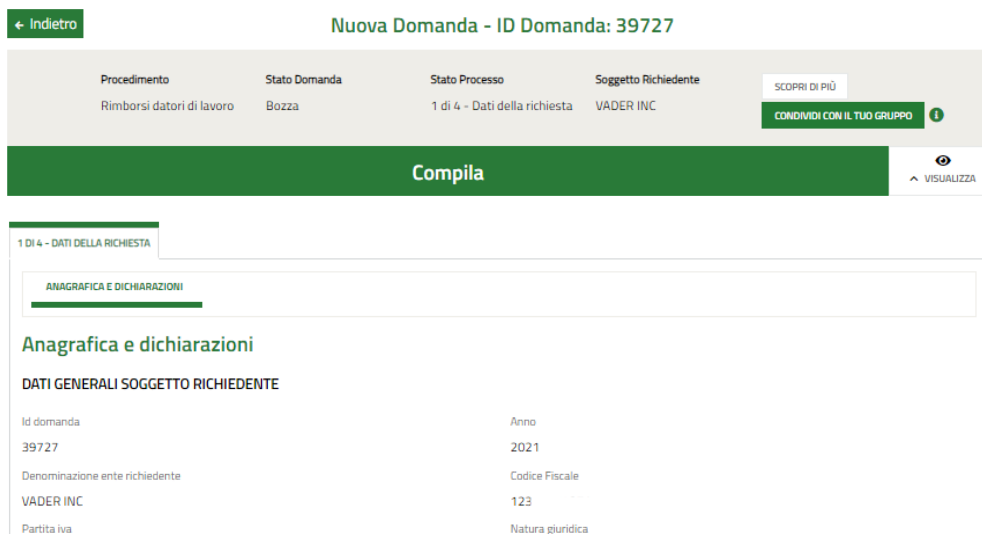 ← Indietro
Nuova Domanda - ID Domanda: 39727
Procedimento
Stato Domanda
Stato Processo
Soggetto Richiedente
Rimborsi datori di lavoro
Bozza
1 di 4 - Dati della richiesta
VADER INC
SCOPRI DI PIÙ
CONDIVIDI CON IL TUO GRUPPO
Compila
VISUALIZZA
1 DI 4 - DATI DELLA RICHIESTA
ANAGRAFICA E DICHIARAZIONI
Anagrafica e dichiarazioni
DATI GENERALI SOGGETTO RICHIEDENTE
Id domanda
Anno
39727
2021
Denominazione ente richiedente
Codice Fiscale
VADER INC
123
Partita iva
Natura giuridica